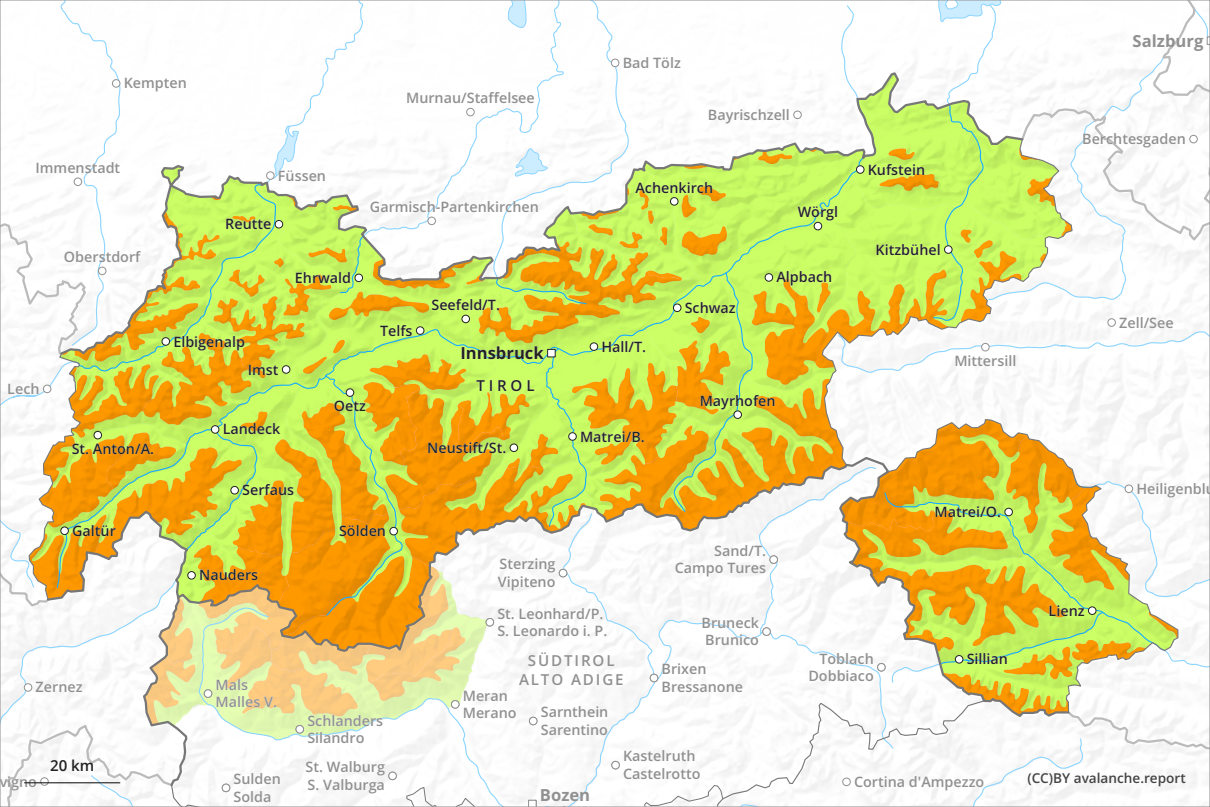 Salzburg
Kempten
Bad Tölz
Murnau/Staffelsee
Bayrischzell
Berchtesgaden
Immenstadt
Füssen
Kufstein
Achenkirch
Garmisch-Partenkirchen
Reutte
Wörgl
Oberstdorf
Kitzbühel
Ehrwald
Alpbach
Seefeld/T.
Schwaz
Telfs
Zell/See
Elbigenalp
Innsbruck
Hall/T.
Mittersill
Imst
TIROL
Lech
Oetz
Mayrhofen
Landeck
Matrei/B.
St. Anton/A.
Neustift/St.
Serfaus
Heiligenblu
Matrei/O.
Galtür
Sölden
Sand/T.
Campo Tures
Sterzing
Vipiteno
Nauders
St. Leonhard/P.
S. Leonardo i. P.
Lienz
Bruneck
Brunico
SÜDTIROL
ALTO ADIGE
Toblach
Dobbiaco
Sillian
Brixen
Bressanone
Zernez
Mals
Malles V.
Meran
Merano
Sarnthein
Sarentino
Schlanders
Silandro
Kastelruth
Castelrotto
20 km
St. Walburg
S. Valburga
vigno
Sulden
Solda
Cortina d'Ampezzo
(CC)BY avalanche.report
Bozen